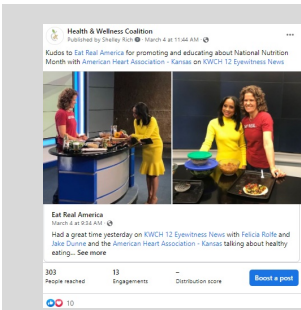 Health & Wellness Coalition
Published by Shelley Rich · March 4 at 11:44 AM ·
Kudos to Eat Real America for promoting and educating about National Nutrition
Month with American Heart Association - Kansas on KWCH 12 Eyewitness News
Eat Real America
March 4 at 9:34 AM ·
Had a great time yesterday on KWCH 12 Eyewitness News with Felicia Rolfe and
Jake Dunne and the American Heart Association - Kansas talking about healthy
eating... See more
303 13 –
People reached Engagements Distribution score Boost a post
10